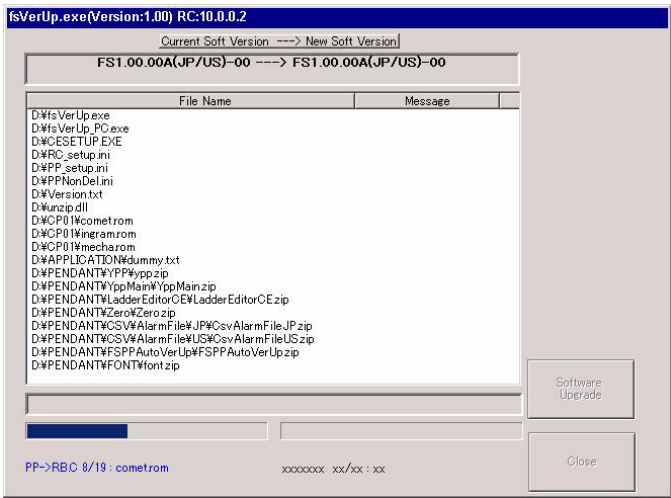 fsVerUp.exe(Version:1.00) RC:10.0.0.2
Current Soft Version ---> New Soft Version
FS1.00.00A(JP/US)-00 ---> FS1.00.00A(JP/US)-00
File Name Message
D:¥fsVerUp.exe
D:¥fsVerUp_PC.exe
D:¥CESETUP.EXE
D:¥RC_setup.ini
D:¥PP_setup.ini
D:¥PPNonDel.ini
D:¥Version.txt
D:¥unzip.dll
D:¥CP01¥comet.rom
D:¥CP01¥ingram.rom
D:¥CP01¥mecha.rom
D:¥APPLICATION¥dummy.txt
D:¥PENDANT¥YPP¥ypp.zip
D:¥PENDANT¥YppMain¥YppMain.zip
D:¥PENDANT¥LadderEditorCE¥LadderEditorCE.zip
D:¥PENDANT¥Zero¥Zero.zip
D:¥PENDANT¥CSV¥AlarmFile¥JP¥CsvAlarmFileJP.zip
D:¥PENDANT¥CSV¥AlarmFile¥US¥CsvAlarmFileUS.zip
D:¥PENDANT¥FSPPAutoVerUp¥FSPPAutoVerUp.zip
D:¥PENDANT¥FONT¥font.zip
Software
Upgrade
PP->RB.C 8/19 : comet.rom xxxxxxx xx/xx : xx
Close